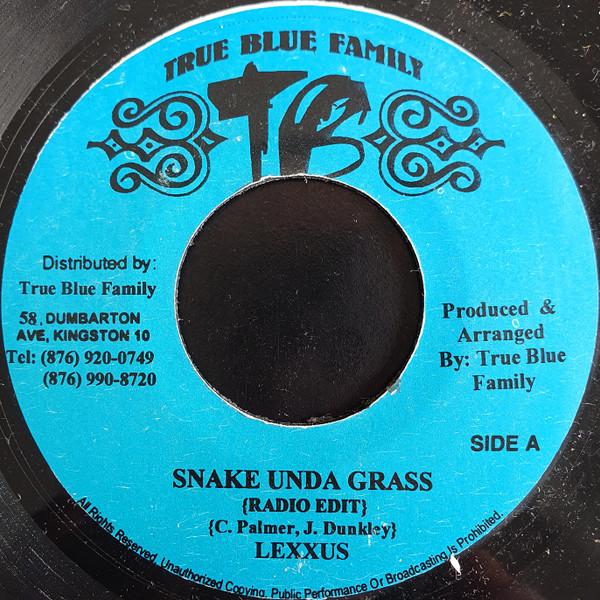 TRUE BLUE FAMILY
TB
Distributed by:
True Blue Family
58, DUMBARTON
AVE, KINGSTON 10
Tel: (876) 920-0749
(876) 990-8720
Produced &
Arranged
By: True Blue
Family
SIDE A
SNAKE UNDA GRASS
{RADIO EDIT}
{C. Palmer, J. Dunkley}
LEXXUS
All Rights Reserved, Unauthorized Copying, Public Performance Or Broadcasting Is Prohibited.